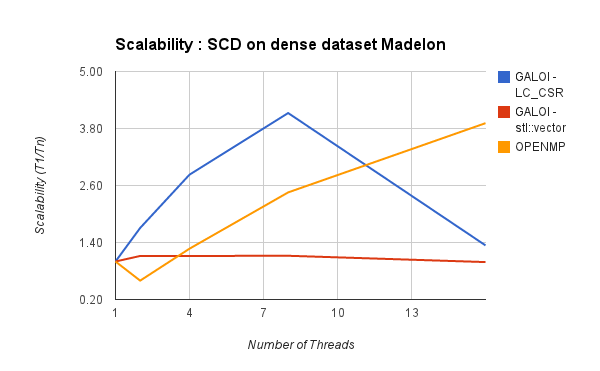 Scalability : SCD on dense dataset Madelon
5.00
3.80
2.60
1.40
0.20
Scalability (T1/Tn)
1
4
7
10
13
Number of Threads
GALOI -
LC_CSR
GALOI -
stl::vector
OPENMP